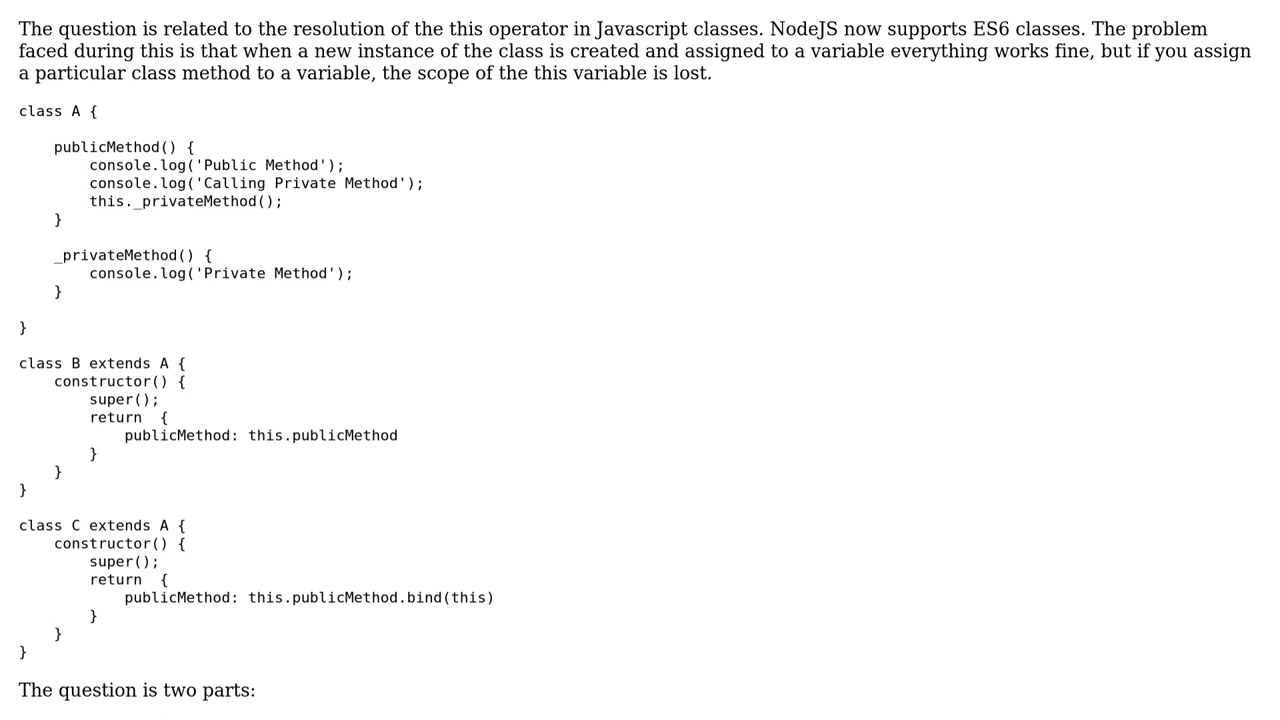 The question is related to the resolution of the this operator in Javascript classes. NodeJS now supports ES6 classes. The problem
faced during this is that when a new instance of the class is created and assigned to a variable everything works fine, but if you assign
a particular class method to a variable, the scope of the this variable is lost.
class A {
    publicMethod() {
        console.log('Public Method');
        console.log('Calling Private Method');
        this._privateMethod();
    }
    _privateMethod() {
        console.log('Private Method');
    }
}
class B extends A {
    constructor() {
        super();
        return  {
            publicMethod: this.publicMethod
        }
    }
}
class C extends A {
    constructor() {
        super();
        return  {
            publicMethod: this.publicMethod.bind(this)
        }
    }
}
The question is two parts: